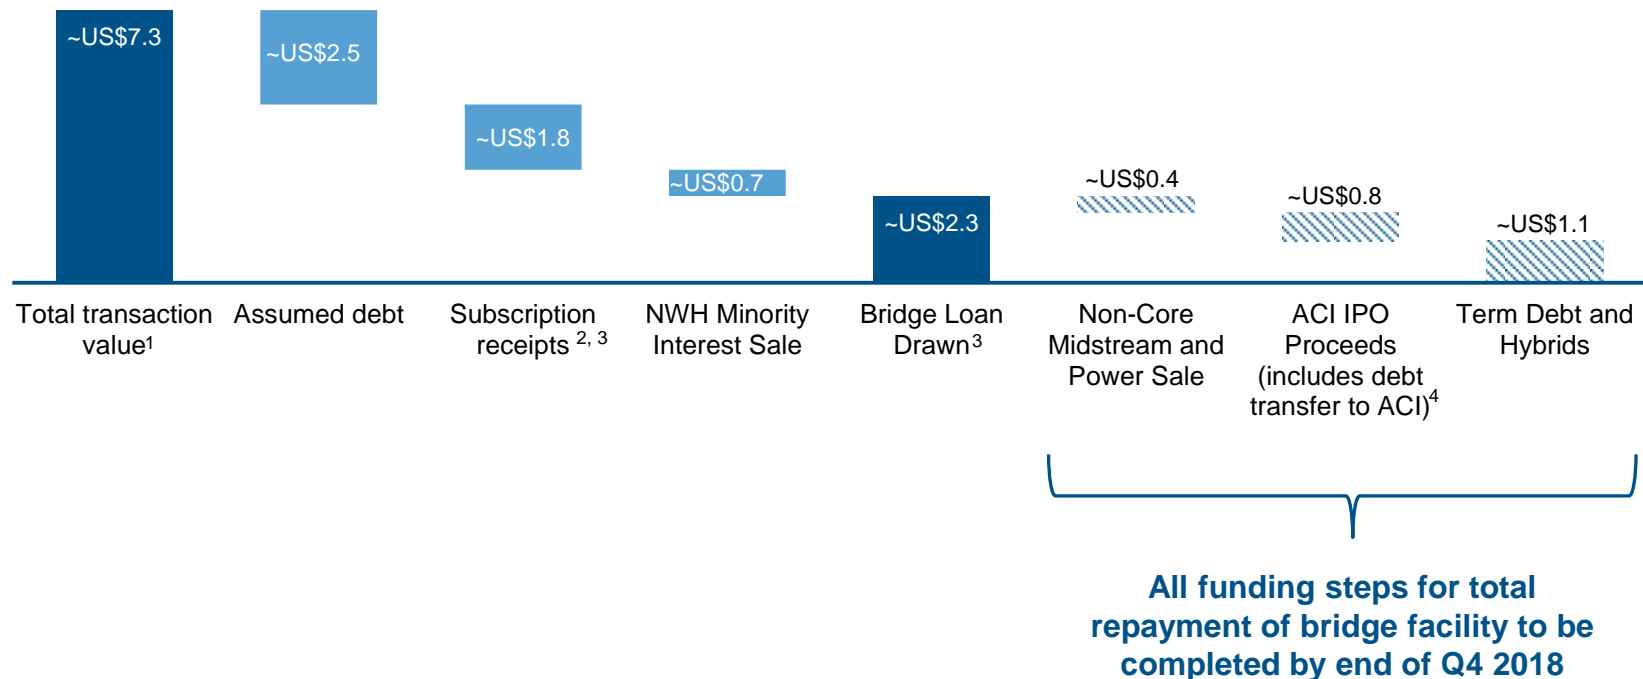 ~US$7.3
~US$2.5
~US$1.8
~US$0.7
~US$2.3
~US$0.4
~US$0.8
~US$1.1
Total transaction
value1
Assumed debt
Subscription
receipts 2, 3
NWH Minority
Interest Sale
Bridge Loan
Drawn3
Non-Core
Midstream and
Power Sale
ACI IPO
Proceeds
(includes debt
transfer to ACI)4
Term Debt and
Hybrids
All funding steps for total
repayment of bridge facility to be
completed by end of Q4 2018